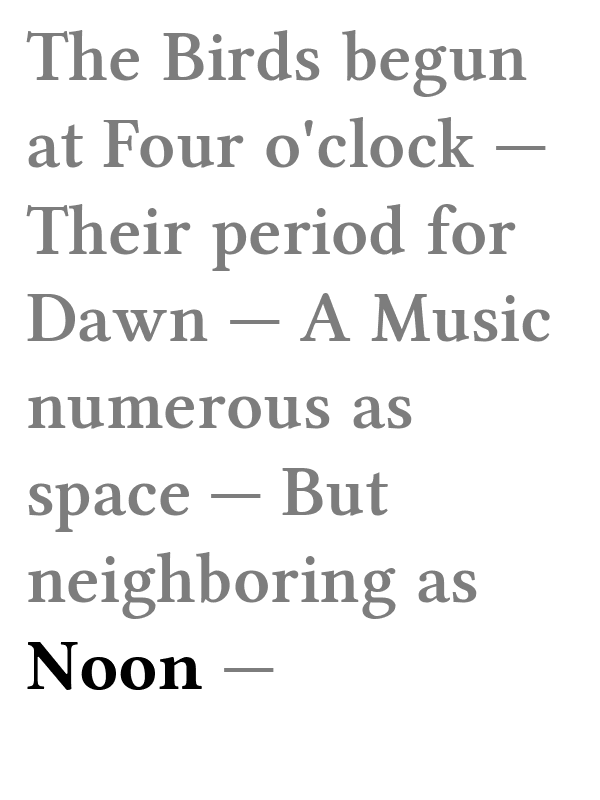 The Birds begun
at Four o'clock —
Their period for
Dawn — A Music
numerous as
space — But
neighboring as
Noon —